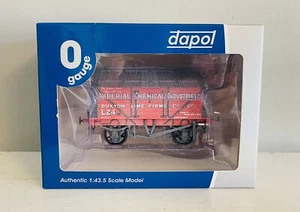 0
gauge
dapol
IMPERIAL CHEMICAL INDUSTRIES
BUXTON LIME FIRMS
L24
Authentic 1:43.5 Scale Model